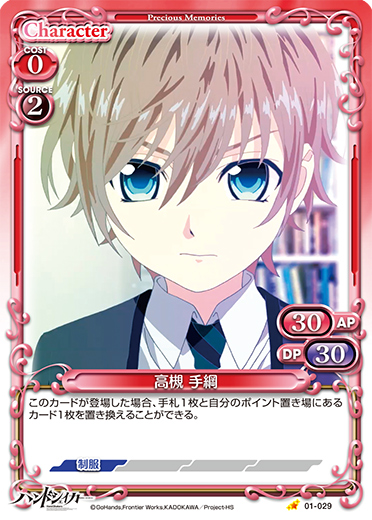 Precious Memories
Character
COST
0
SOURCE
2
30 AP
DP 30
高槻 手綱
このカードが登場した場合、手札1枚と自分のポイント置き場にある
カード1枚を置き換えることができる。
制服
ハンドシェイカー
©GoHands,Frontier Works,KADOKAWA／Project-HS
01-029